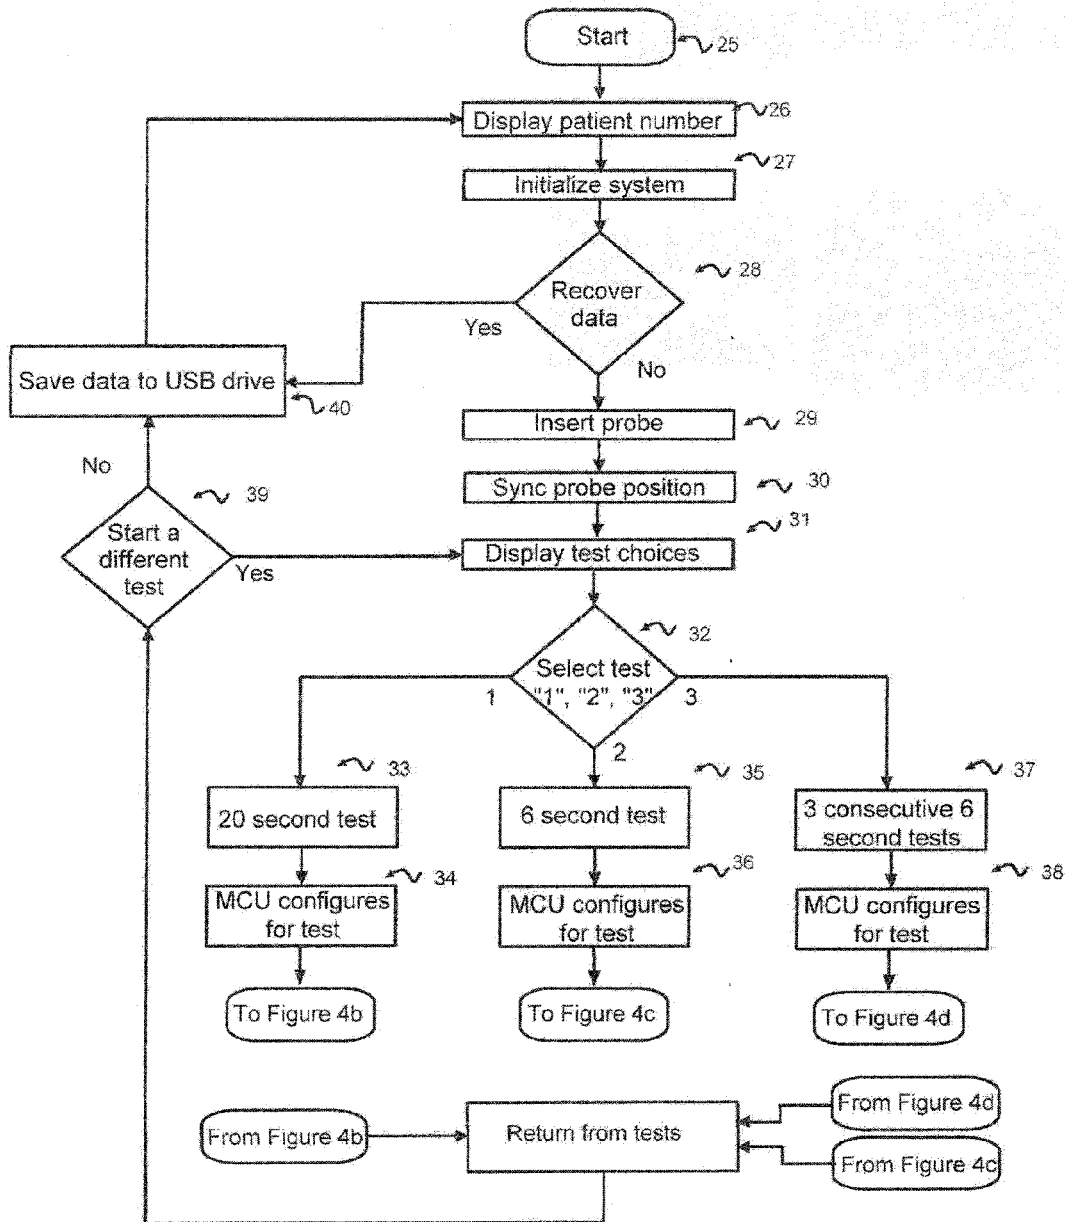 Start
25
Display patient number
26
27
Initialize system
28
Recover
data
Yes
No
Save data to USB drive
40
Insert probe
29
No
39
Sync probe position
30
31
Start a
different
test
Yes
Display test choices
32
Select test
"1", "2", "3"
1
3
2
33
35
37
20 second test
6 second test
3 consecutive 6
second tests
34
36
38
MCU configures
for test
MCU configures
for test
MCU configures
for test
To Figure 4b
To Figure 4c
To Figure 4d
From Figure 4d
From Figure 4b
Return from tests
From Figure 4c